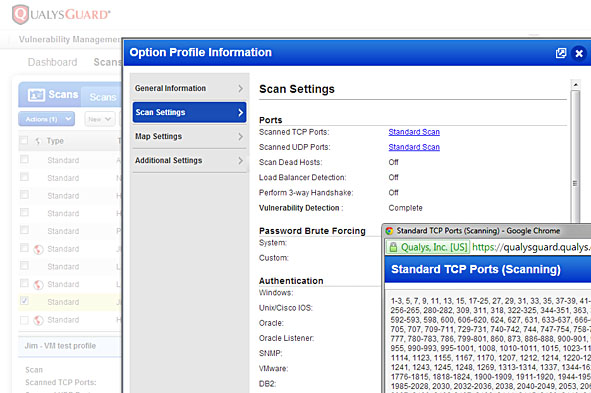 QUALYSGUARD®
Vulnerability Management
Dashboard
Scans
Scans
Scans
Actions (1)
New
Type
Standard
Standard
Standard
Standard
Standard
Standard
Standard
Standard
Standard
Standard
Jim - VM test profile
Scan
Scanned TCP Ports:
Option Profile Information
General Information
Scan Settings
Map Settings
Additional Settings
Scan Settings
Ports
Scanned TCP Ports: Standard Scan
Scanned UDP Ports: Standard Scan
Scan Dead Hosts: Off
Load Balancer Detection: Off
Perform 3-way Handshake: Off
Vulnerability Detection : Complete
Password Brute Forcing
System:
Custom:
Authentication
Windows:
Unix/Cisco IOS:
Oracle:
Oracle Listener:
SNMP:
VMware:
DB2:
Standard TCP Ports (Scanning) - Google Chrome
Qualys, Inc. [US] https://qualysguard.qualys.
Standard TCP Ports (Scanning)
1-3, 5, 7, 9, 11, 13, 15, 17-25, 27, 29, 31, 33, 35, 37-39, 41-
256-265, 280-282, 309, 311, 318, 322-325, 344-351, 363,
592-593, 598, 600, 606-620, 624, 627, 631, 633-637, 666-
705, 707, 709-711, 729-731, 740-742, 744, 747-754, 758-
777, 780-783, 786, 799-801, 860, 873, 886-888, 900-901,
955, 990-993, 995-1001, 1008, 1010-1011, 1015, 1023-11
1114, 1123, 1155, 1167, 1170, 1207, 1212, 1214, 1220-12
1241, 1243, 1245, 1248, 1269, 1313-1314, 1337, 1344-16
1776-1815, 1818-1824, 1900-1909, 1911-1920, 1944-195
1985-2028, 2030, 2032-2036, 2038, 2040-2049, 2053, 206